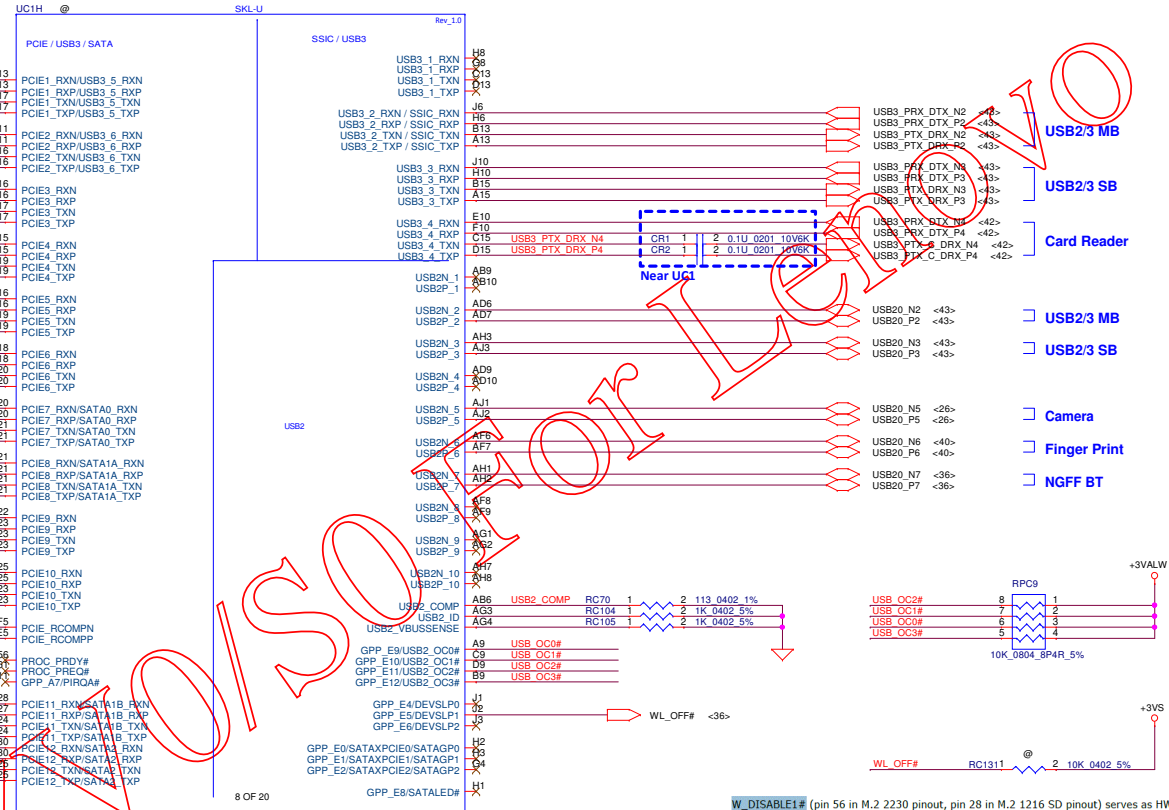 UC1H @ SKL-U
Rev_1.0
PCIE / USB3 / SATA
SSIC / USB3
PCIE1_RXN/USB3_5_RXN
PCIE1_RXP/USB3_5_RXP
PCIE1_TXN/USB3_5_TXN
PCIE1_TXP/USB3_5_TXP
PCIE2_RXN/USB3_6_RXN
PCIE2_RXP/USB3_6_RXP
PCIE2_TXN/USB3_6_TXN
PCIE2_TXP/USB3_6_TXP
PCIE3_RXN
PCIE3_RXP
PCIE3_TXN
PCIE3_TXP
PCIE4_RXN
PCIE4_RXP
PCIE4_TXN
PCIE4_TXP
PCIE5_RXN
PCIE5_RXP
PCIE5_TXN
PCIE5_TXP
PCIE6_RXN
PCIE6_RXP
PCIE6_TXN
PCIE6_TXP
PCIE7_RXN/SATA0_RXN
PCIE7_RXP/SATA0_RXP
PCIE7_TXN/SATA0_TXN
PCIE7_TXP/SATA0_TXP
PCIE8_RXN/SATA1A_RXN
PCIE8_RXP/SATA1A_RXP
PCIE8_TXN/SATA1A_TXN
PCIE8_TXP/SATA1A_TXP
PCIE9_RXN
PCIE9_RXP
PCIE9_TXN
PCIE9_TXP
PCIE10_RXN
PCIE10_RXP
PCIE10_TXN
PCIE10_TXP
PCIE_RCOMPN
PCIE_RCOMPP
PROC_PRDY#
PROC_PREQ#
GPP_A7/PIRQA#
PCIE11_RXN/SATA1B_RXN
PCIE11_RXP/SATA1B_RXP
PCIE11_TXN/SATA1B_TXN
PCIE11_TXP/SATA1B_TXP
PCIE12_RXN/SATA2_RXN
PCIE12_RXP/SATA2_RXP
PCIE12_TXN/SATA2_TXN
PCIE12_TXP/SATA2_TXP
USB2
8 OF 20
USB3_1_RXN H8
USB3_1_RXP G8
USB3_1_TXN C13
USB3_1_TXP D13
USB3_2_RXN / SSIC_RXN J6 USB3_PRX_DTX_N2 <43>
USB3_2_RXP / SSIC_RXP H6 USB3_PRX_DTX_P2 <43>
USB3_2_TXN / SSIC_TXN B13 USB3_PTX_DRX_N2 <43>
USB3_2_TXP / SSIC_TXP A13 USB3_PTX_DRX_P2 <43>
USB2/3 MB
USB3_3_RXN J10 USB3_PRX_DTX_N3 <43>
USB3_3_RXP H10 USB3_PRX_DTX_P3 <43>
USB3_3_TXN B15 USB3_PTX_DRX_N3 <43>
USB3_3_TXP A15 USB3_PTX_DRX_P3 <43>
USB2/3 SB
USB3_4_RXN E10 USB3_PRX_DTX_N4 <42>
USB3_4_RXP F10 USB3_PRX_DTX_P4 <42>
USB3_4_TXN C15 USB3_PTX_DRX_N4 CR1 1 2 0.1U_0201_10V6K USB3_PTX_C_DRX_N4 <42>
USB3_4_TXP D15 USB3_PTX_DRX_P4 CR2 1 2 0.1U_0201_10V6K USB3_PTX_C_DRX_P4 <42>
Card Reader
Near UC1
USB2N_1 AB9
USB2P_1 AB10
USB2N_2 AD6 USB20_N2 <43>
USB2P_2 AD7 USB20_P2 <43>
USB2/3 MB
USB2N_3 AH3 USB20_N3 <43>
USB2P_3 AJ3 USB20_P3 <43>
USB2/3 SB
USB2N_4 AD9
USB2P_4 AD10
USB2N_5 AJ1 USB20_N5 <26>
USB2P_5 AJ2 USB20_P5 <26>
Camera
USB2N_6 AF6 USB20_N6 <40>
USB2P_6 AF7 USB20_P6 <40>
Finger Print
USB2N_7 AH1 USB20_N7 <36>
USB2P_7 AH2 USB20_P7 <36>
NGFF BT
USB2N_8 AF8
USB2P_8 AF9
USB2N_9 AG1
USB2P_9 AG2
USB2N_10 AH7
USB2P_10 AH8
USB2_COMP AB6 USB2_COMP RC70 1 2 113_0402_1%
USB2_ID AG3 RC104 1 2 1K_0402_5%
USB2_VBUSSENSE AG4 RC105 1 2 1K_0402_5%
GPP_E9/USB2_OC0# A9 USB_OC0#
GPP_E10/USB2_OC1# C9 USB_OC1#
GPP_E11/USB2_OC2# D9 USB_OC2#
GPP_E12/USB2_OC3# B9 USB_OC3#
GPP_E4/DEVSLP0 J1
GPP_E5/DEVSLP1 J2 WL_OFF# <36>
GPP_E6/DEVSLP2 J3
GPP_E0/SATAXPCIE0/SATAGP0 H2
GPP_E1/SATAXPCIE1/SATAGP1 H3
GPP_E2/SATAXPCIE2/SATAGP2 G4
GPP_E8/SATALED# H1
+3VALW
RPC9
USB_OC2# 8 1
USB_OC1# 7 2
USB_OC0# 6 3
USB_OC3# 5 4
10K_0804_8P4R_5%
+3VS
@
WL_OFF# RC131 1 2 10K_0402_5%
W_DISABLE1# (pin 56 in M.2 2230 pinout, pin 28 in M.2 1216 SD pinout) serves as HW
For Lenovo